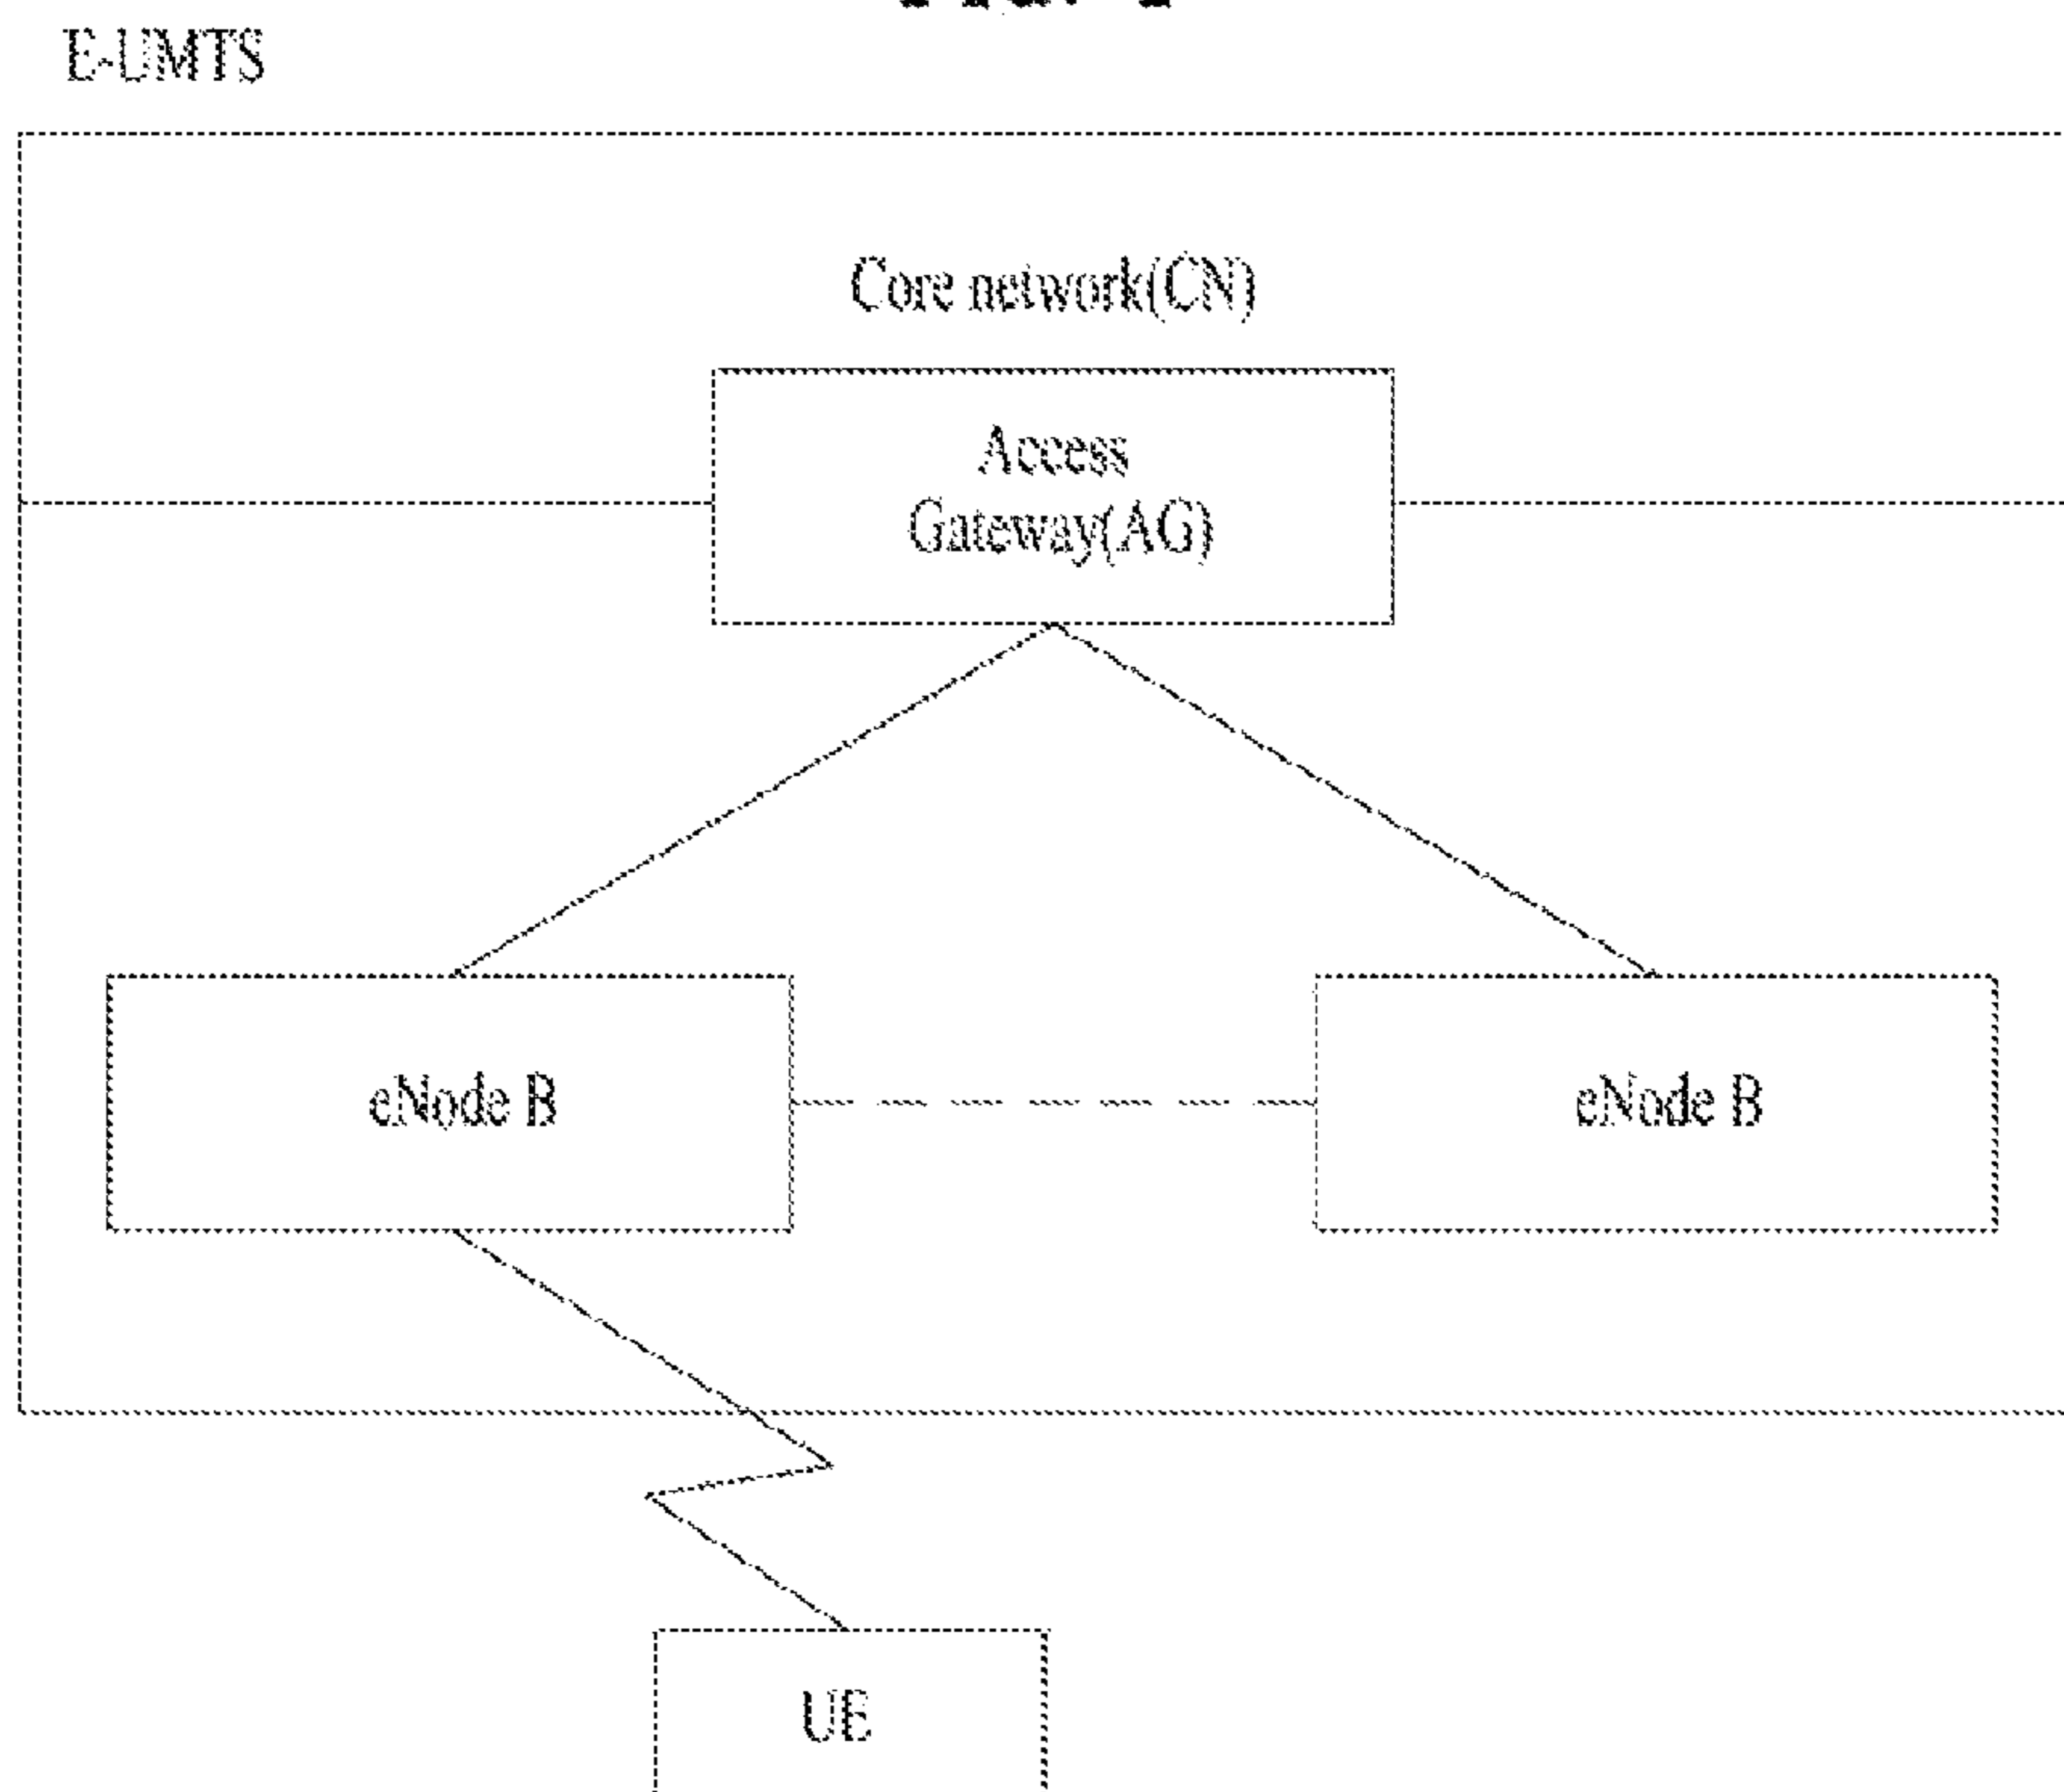 E-UMTS
Core network(CN)
Access
Gateway(AG)
eNode B
eNode B
UE